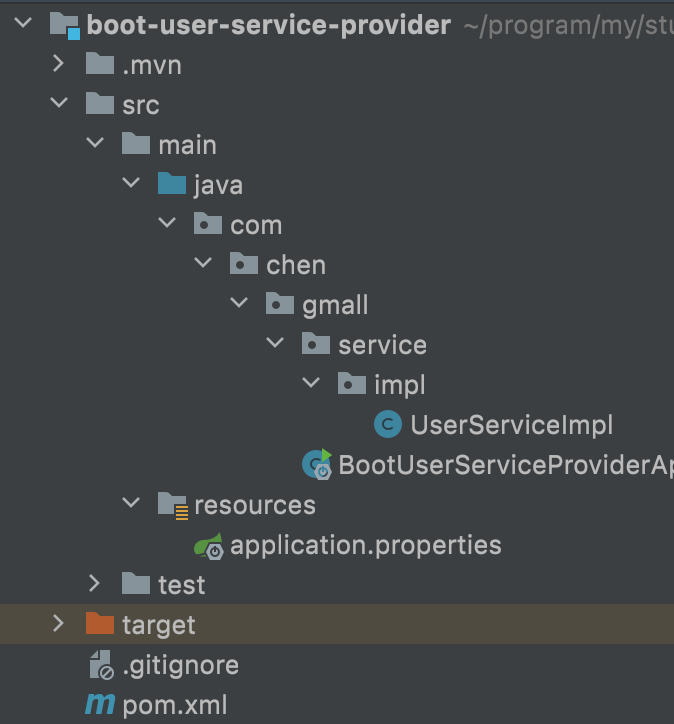 boot-user-service-provider ~/program/my/stu
.mvn
src
main
java
com
chen
gmall
service
impl
C UserServiceImpl
BootUserServiceProviderAp
resources
application.properties
test
target
.gitignore
m pom.xml